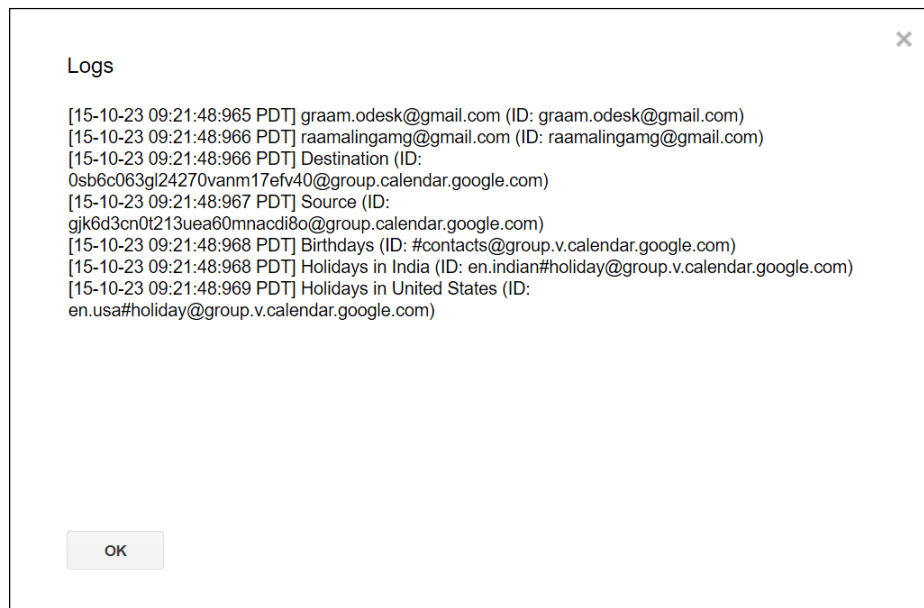 Logs
[15-10-23 09:21:48:965 PDT] graam.odesk@gmail.com (ID: graam.odesk@gmail.com)
[15-10-23 09:21:48:966 PDT] raamalingamg@gmail.com (ID: raamalingamg@gmail.com)
[15-10-23 09:21:48:966 PDT] Destination (ID:
0sb6c063gl24270vanm17efv40@group.calendar.google.com)
[15-10-23 09:21:48:967 PDT] Source (ID:
gjk6d3cn0t213uea60mnacdi8o@group.calendar.google.com)
[15-10-23 09:21:48:968 PDT] Birthdays (ID: #contacts@group.v.calendar.google.com)
[15-10-23 09:21:48:968 PDT] Holidays in India (ID: en.indian#holiday@group.v.calendar.google.com)
[15-10-23 09:21:48:969 PDT] Holidays in United States (ID:
en.usa#holiday@group.v.calendar.google.com)
OK